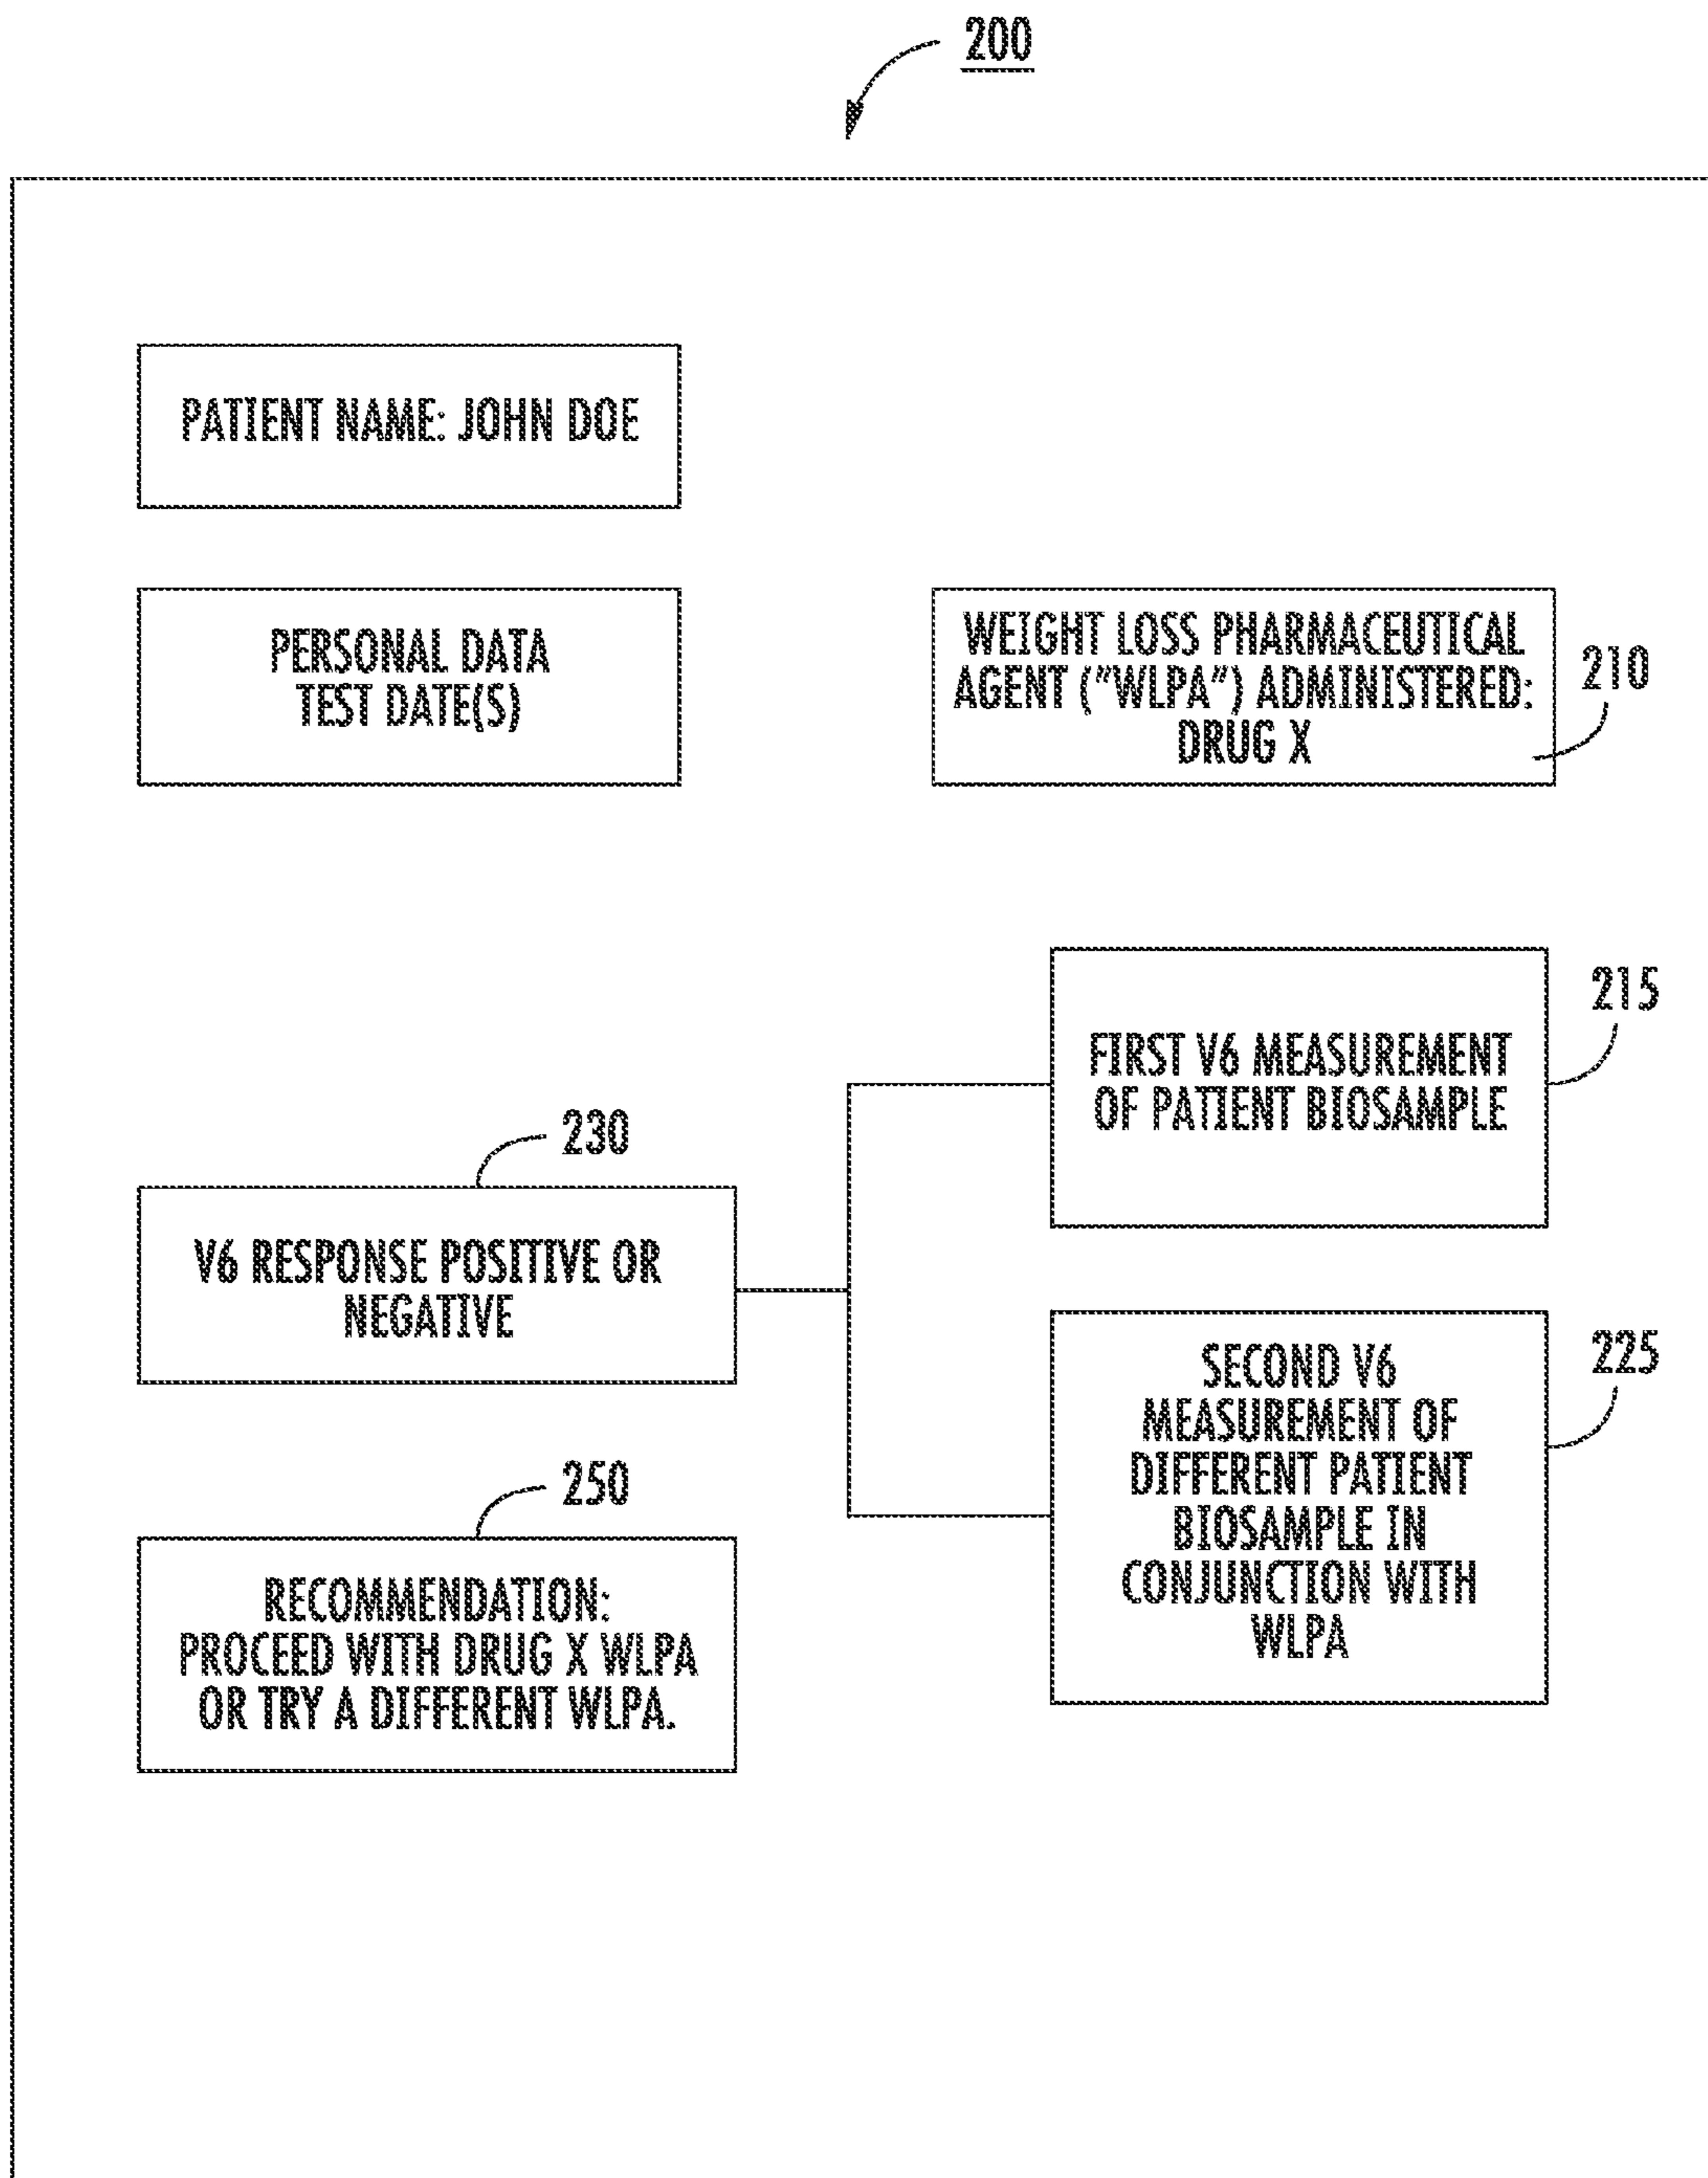 200
PATIENT NAME: JOHN DOE
PERSONAL DATA
TEST DATE(S)
WEIGHT LOSS PHARMACEUTICAL
AGENT ("WLPA") ADMINISTERED:
DRUG X
210
FIRST V6 MEASUREMENT
OF PATIENT BIOSAMPLE
215
230
V6 RESPONSE POSITIVE OR
NEGATIVE
SECOND V6
MEASUREMENT OF
DIFFERENT PATIENT
BIOSAMPLE IN
CONJUNCTION WITH
WLPA
225
250
RECOMMENDATION:
PROCEED WITH DRUG X WLPA
OR TRY A DIFFERENT WLPA.